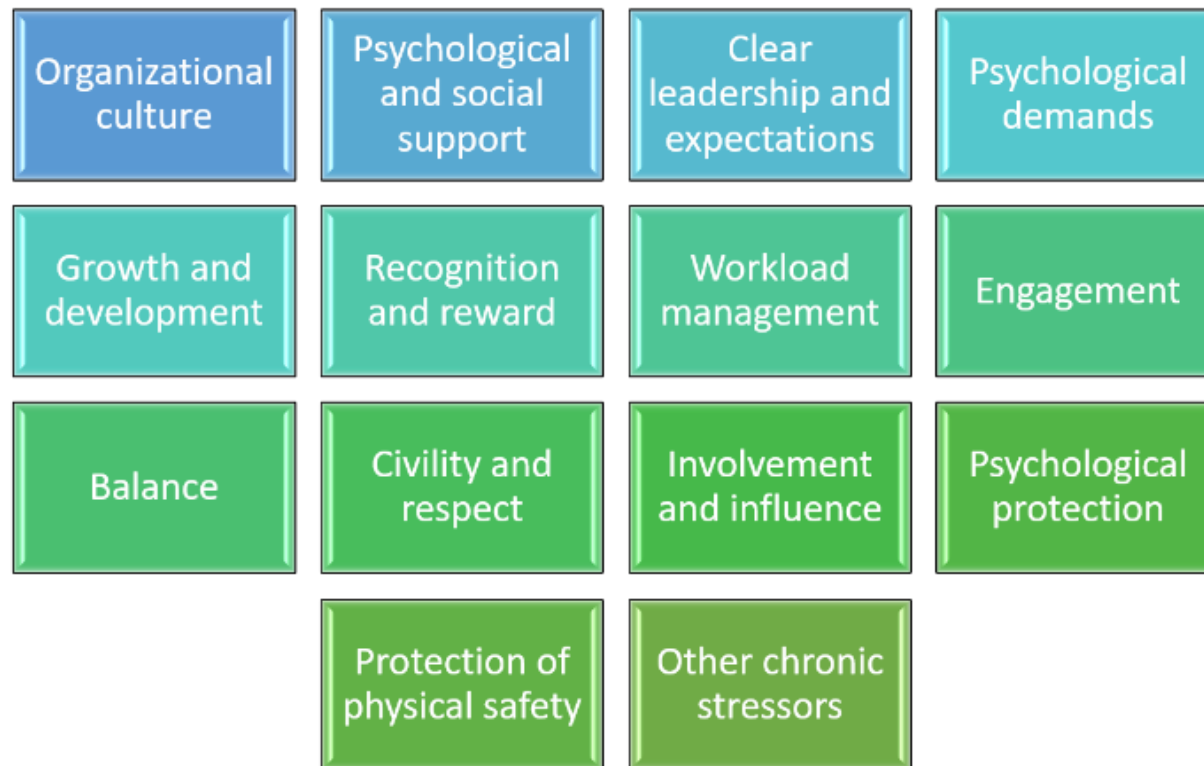 Organizational
culture
Psychological
and social
support
Clear
leadership and
expectations
Psychological
demands
Growth and
development
Recognition
and reward
Workload
management
Engagement
Balance
Civility and
respect
Involvement
and influence
Psychological
protection
Protection of
physical safety
Other chronic
stressors